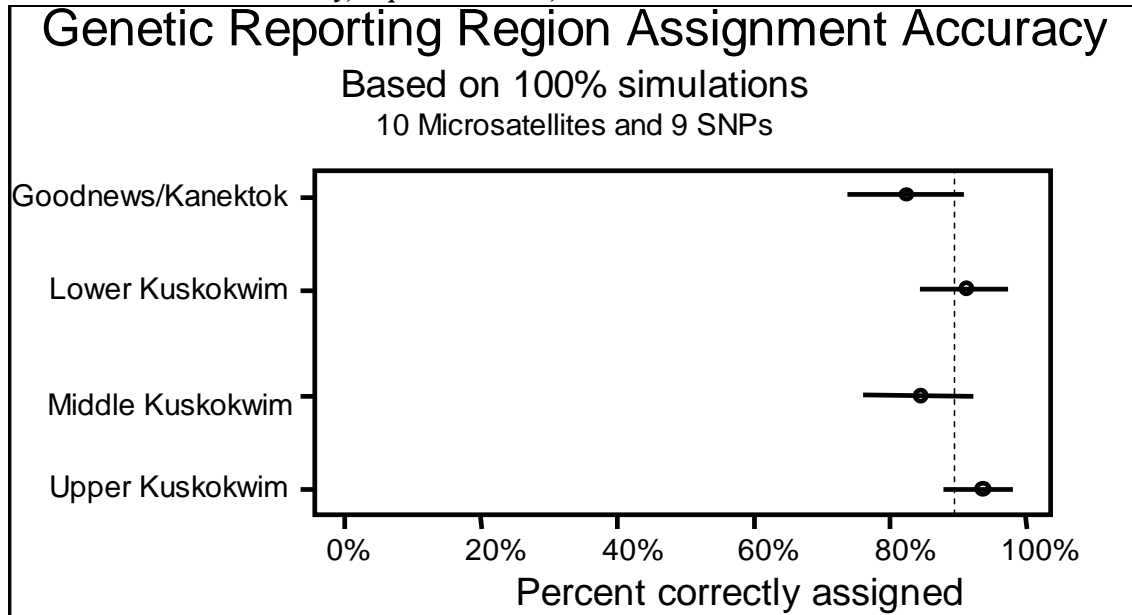 Genetic Reporting Region Assignment Accuracy
Based on 100% simulations
10 Microsatellites and 9 SNPs
Goodnews/Kanektok
Lower Kuskokwim
Middle Kuskokwim
Upper Kuskokwim
0% 20% 40% 60% 80% 100%
Percent correctly assigned